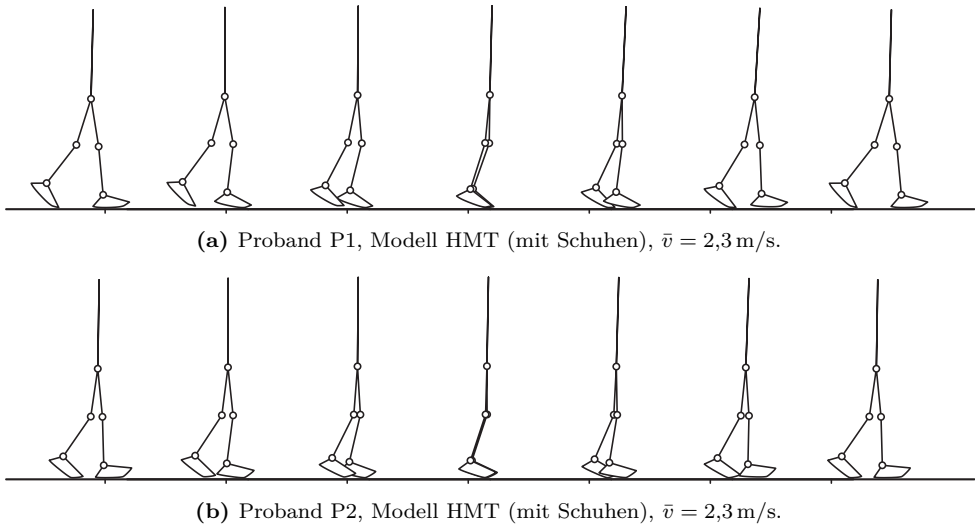 (a) Proband P1, Modell HMT (mit Schuhen), v̄ = 2,3 m/s.
(b) Proband P2, Modell HMT (mit Schuhen), v̄ = 2,3 m/s.